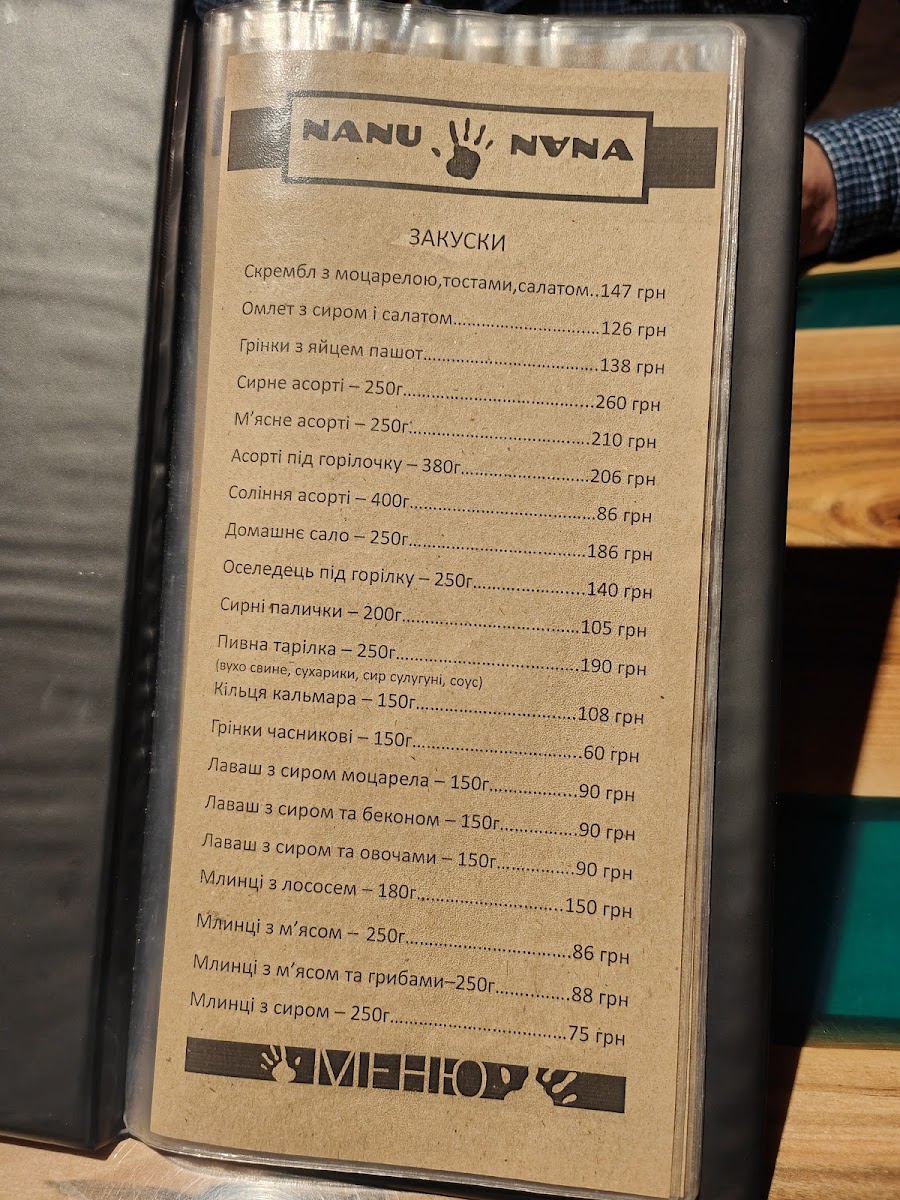 NANU NANA
ЗАКУСКИ
Скрембл з моцарелою,тостами,салатом..147 грн
Омлет з сиром і салатом..............................126 грн
Грінки з яйцем пашот....................................138 грн
Сирне асорті – 250г.......................................260 грн
М’ясне асорті – 250г.....................................210 грн
Асорті під горілочку – 380г..........................206 грн
Соління асорті – 400г......................................86 грн
Домашнє сало – 250г....................................186 грн
Оселедець під горілку – 250г.......................140 грн
Сирні палички – 200г....................................105 грн
Пивна тарілка – 250г.....................................190 грн
(вухо свине, сухарики, сир сулугуні, соус)
Кільця кальмара – 150г.................................108 грн
Грінки часникові – 150г...................................60 грн
Лаваш з сиром моцарела – 150г..................90 грн
Лаваш з сиром та беконом – 150г................90 грн
Лаваш з сиром та овочами – 150г................90 грн
Млинці з лососем – 180г..............................150 грн
Млинці з м’ясом – 250г..................................86 грн
Млинці з м’ясом та грибами–250г...............88 грн
Млинці з сиром – 250г....................................75 грн
МЕНЮ